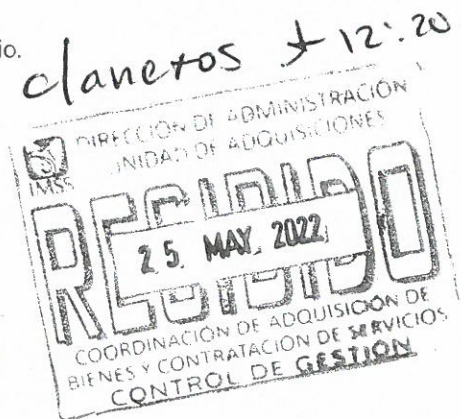 io.
claveros + 12:20
DIRECCIÓN DE ADMINISTRACIÓN
UNIDAD DE ADQUISICIONES
IMSS
RECIBIDO
25. MAY. 2022
COORDINACIÓN DE ADQUISICIÓN DE
BIENES Y CONTRATACIÓN DE SERVICIOS
CONTROL DE GESTIÓN